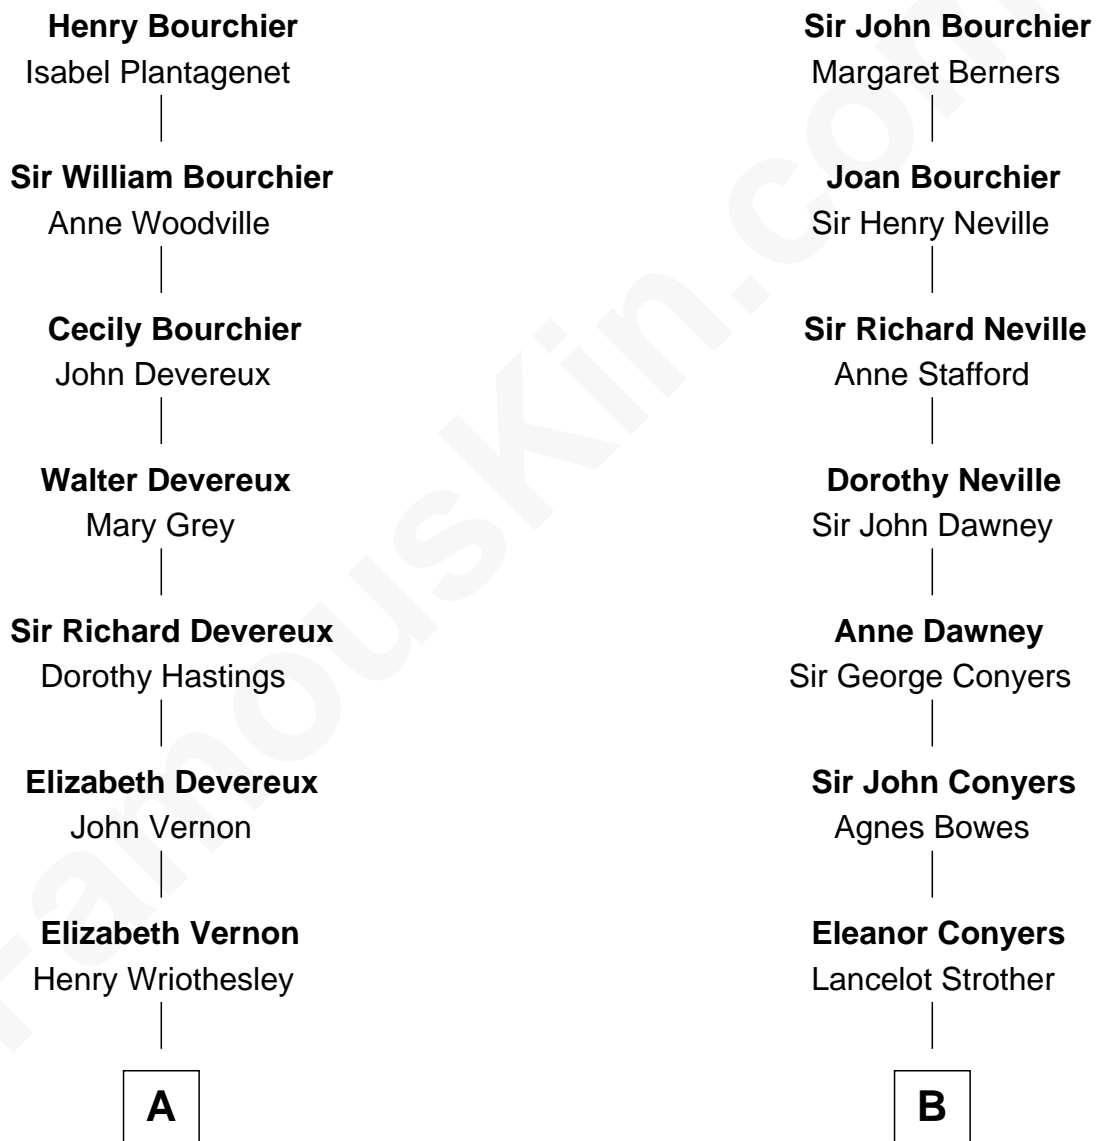 Henry Bourchier
Isabel Plantagenet
Sir William Bourchier
Anne Woodville
Cecily Bourchier
John Devereux
Walter Devereux
Mary Grey
Sir Richard Devereux
Dorothy Hastings
Elizabeth Devereux
John Vernon
Elizabeth Vernon
Henry Wriothesley
A
Sir John Bourchier
Margaret Berners
Joan Bourchier
Sir Henry Neville
Sir Richard Neville
Anne Stafford
Dorothy Neville
Sir John Dawney
Anne Dawney
Sir George Conyers
Sir John Conyers
Agnes Bowes
Eleanor Conyers
Lancelot Strother
B
FamousKin.com